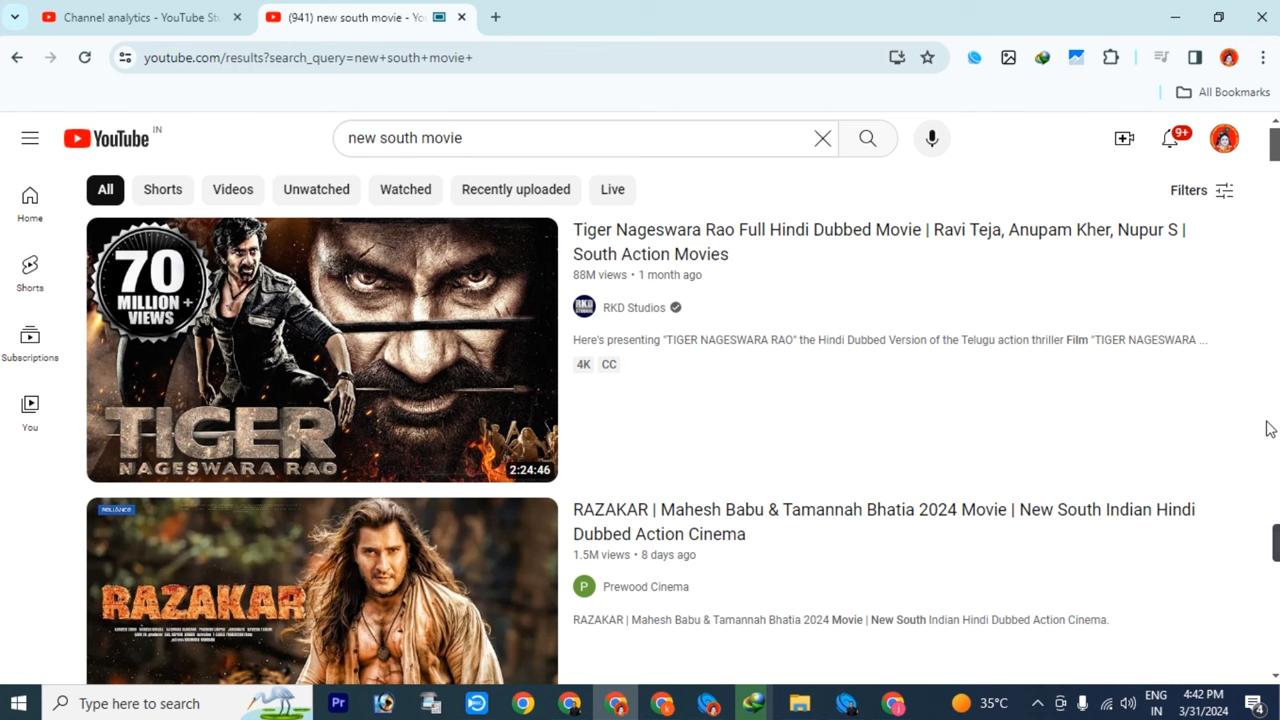 Channel analytics - YouTube St
(941) new south movie - Yo
youtube.com/results?search_query=new+south+movie+
All Bookmarks
YouTube IN
new south movie
9+
All Shorts Videos Unwatched Watched Recently uploaded Live Filters
Home
Shorts
Subscriptions
You
70
MILLION+
VIEWS
TIGER
NAGESWARA RAO
2:24:46
Tiger Nageswara Rao Full Hindi Dubbed Movie | Ravi Teja, Anupam Kher, Nupur S |
South Action Movies
88M views • 1 month ago
RKD Studios
Here's presenting "TIGER NAGESWARA RAO" the Hindi Dubbed Version of the Telugu action thriller Film "TIGER NAGESWARA ...
4K CC
RELIANCE
RAZAKAR
RAZAKAR | Mahesh Babu & Tamannah Bhatia 2024 Movie | New South Indian Hindi
Dubbed Action Cinema
1.5M views • 8 days ago
P Prewood Cinema
RAZAKAR | Mahesh Babu & Tamannah Bhatia 2024 Movie | New South Indian Hindi Dubbed Action Cinema.
Type here to search
Pr
35°C
ENG
IN
4:42 PM
3/31/2024
4